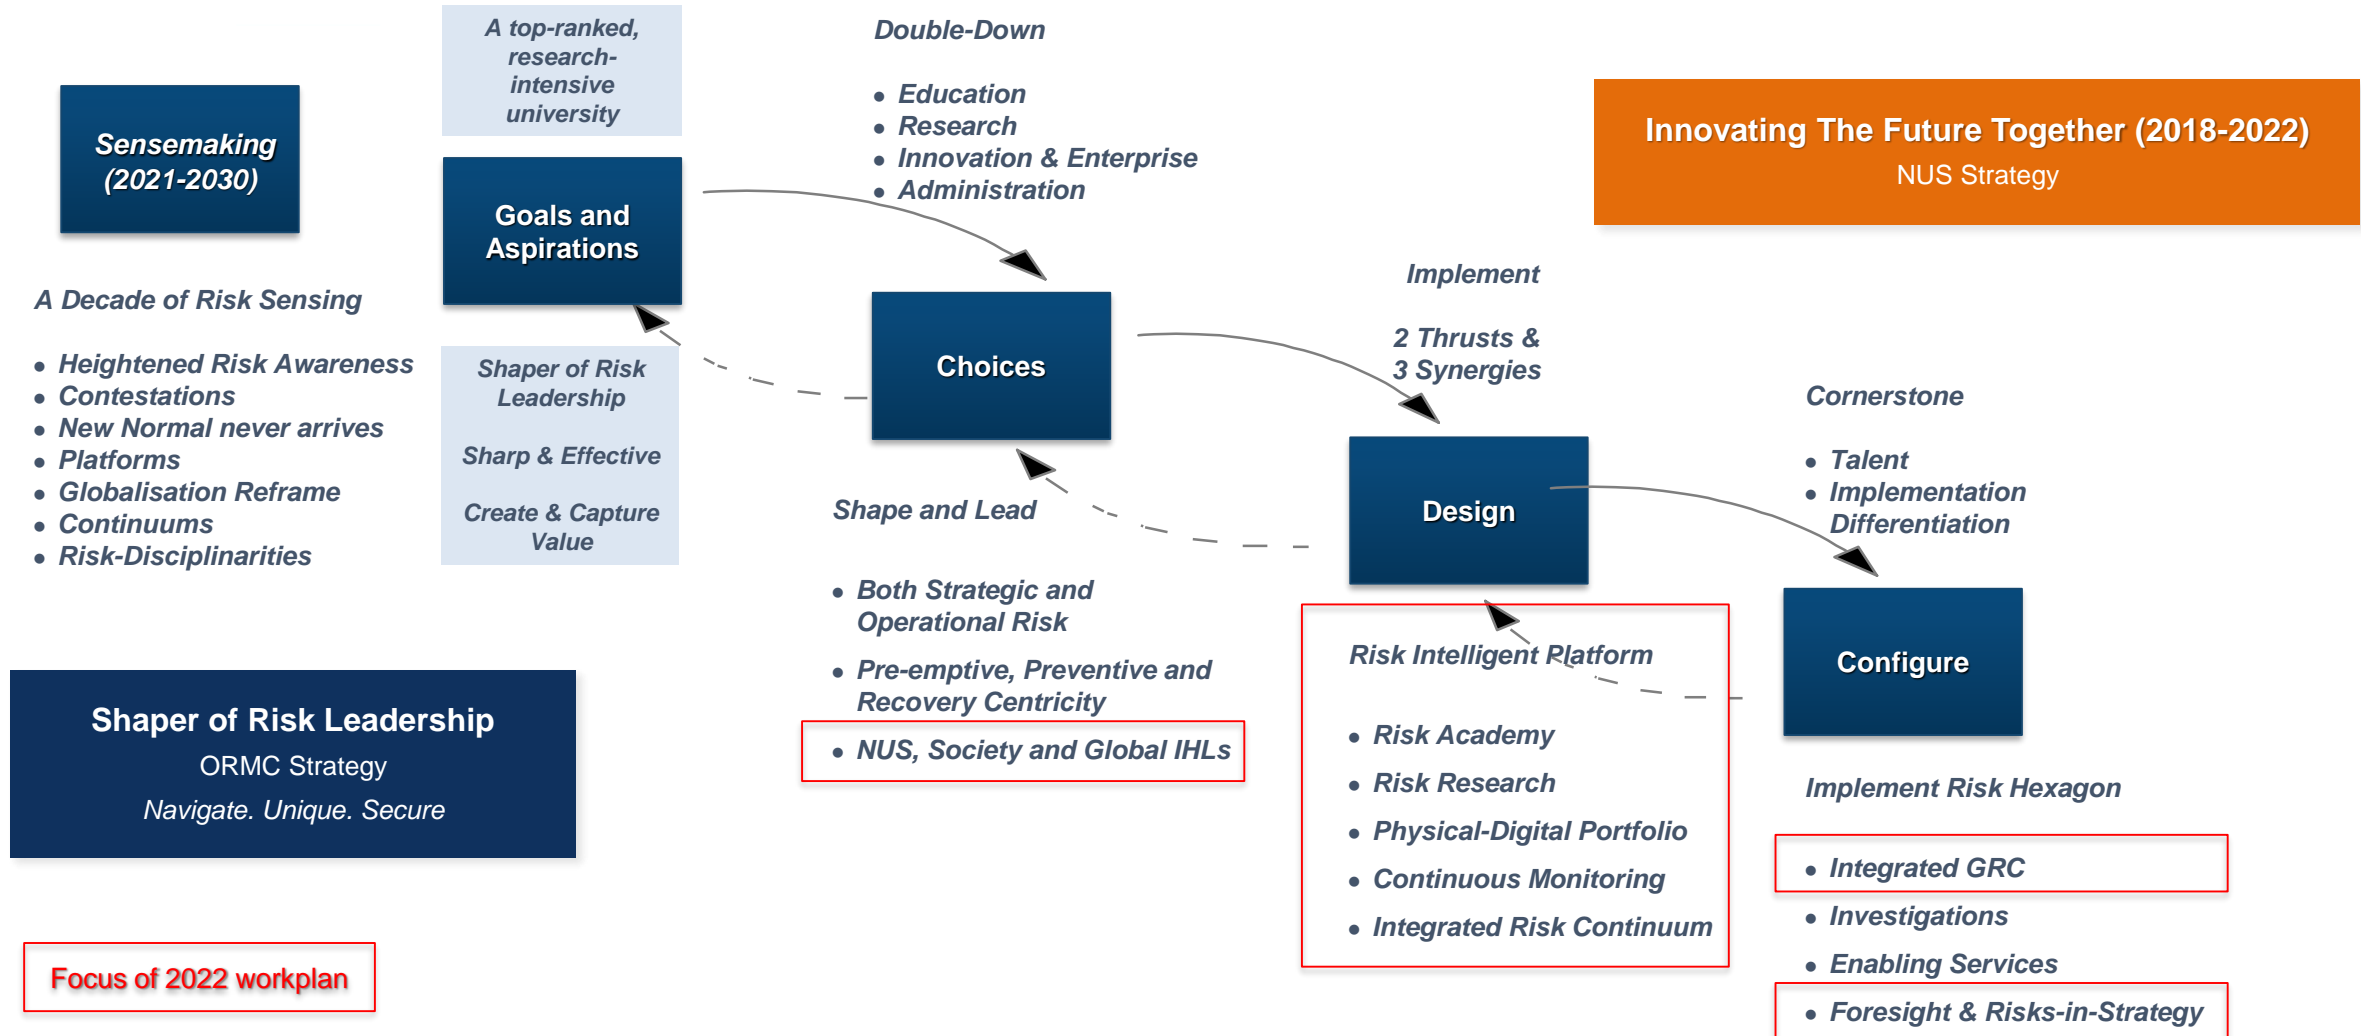 A top-ranked,
research-
intensive
university
Double-Down
• Education
• Research
• Innovation & Enterprise
• Administration
Innovating The Future Together (2018-2022)
NUS Strategy
Sensemaking
(2021-2030)
Goals and
Aspirations
A Decade of Risk Sensing
• Heightened Risk Awareness
• Contestations
• New Normal never arrives
• Platforms
• Globalisation Reframe
• Continuums
• Risk-Disciplinarities
Shaper of Risk
Leadership
Sharp & Effective
Create & Capture
Value
Choices
Implement
2 Thrusts &
3 Synergies
Shape and Lead
• Both Strategic and
Operational Risk
• Pre-emptive, Preventive and
Recovery Centricity
• NUS, Society and Global IHLs
Design
Cornerstone
• Talent
• Implementation
Differentiation
Risk Intelligent Platform
• Risk Academy
• Risk Research
• Physical-Digital Portfolio
• Continuous Monitoring
• Integrated Risk Continuum
Configure
Implement Risk Hexagon
• Integrated GRC
• Investigations
• Enabling Services
• Foresight & Risks-in-Strategy
Shaper of Risk Leadership
ORMC Strategy
Navigate. Unique. Secure
Focus of 2022 workplan